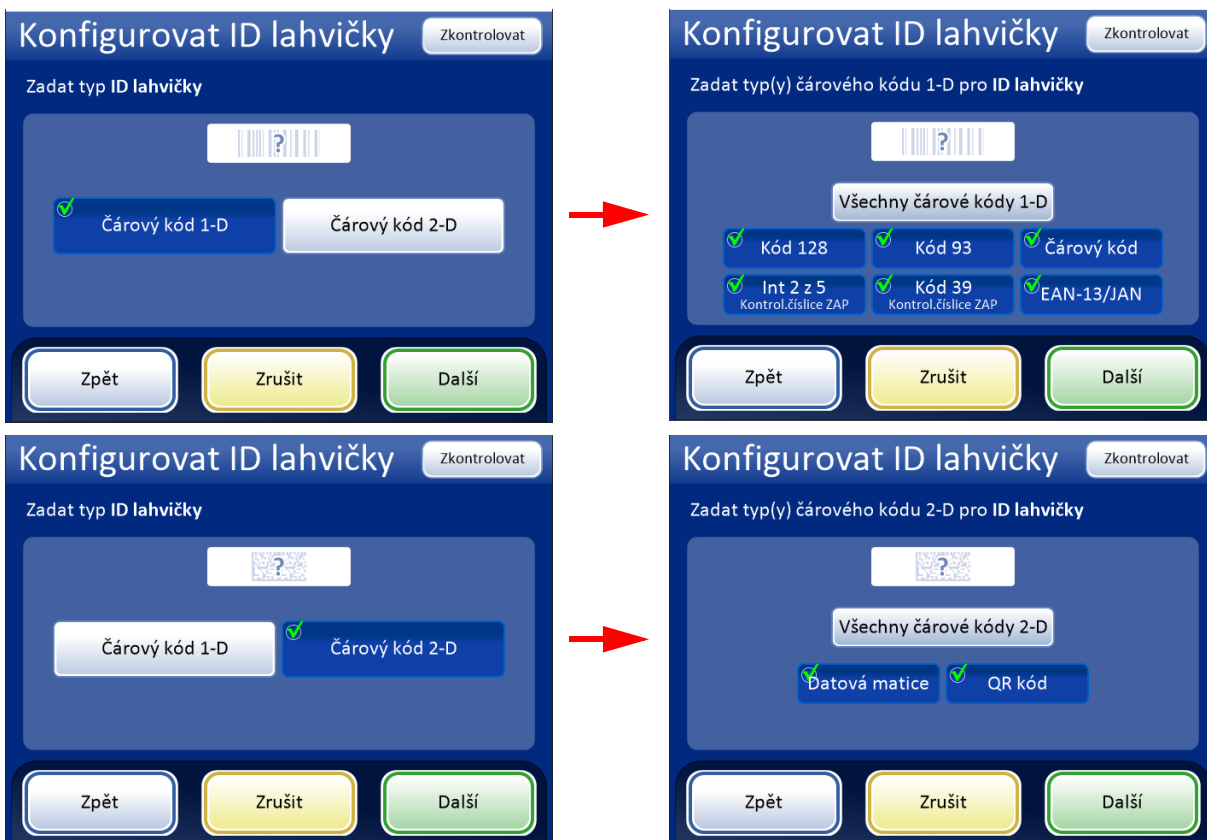 Konfigurovat ID lahvičky
Zkontrolovat
Zadat typ ID lahvičky
?
Čárový kód 1-D
Čárový kód 2-D
Zpět
Zrušit
Další
Konfigurovat ID lahvičky
Zkontrolovat
Zadat typ(y) čárového kódu 1-D pro ID lahvičky
?
Všechny čárové kódy 1-D
Kód 128
Kód 93
Čárový kód
Int 2 z 5
Kontrol.číslice ZAP
Kód 39
Kontrol.číslice ZAP
EAN-13/JAN
Zpět
Zrušit
Další
Konfigurovat ID lahvičky
Zkontrolovat
Zadat typ ID lahvičky
?
Čárový kód 1-D
Čárový kód 2-D
Zpět
Zrušit
Další
Konfigurovat ID lahvičky
Zkontrolovat
Zadat typ(y) čárového kódu 2-D pro ID lahvičky
?
Všechny čárové kódy 2-D
Datová matice
QR kód
Zpět
Zrušit
Další